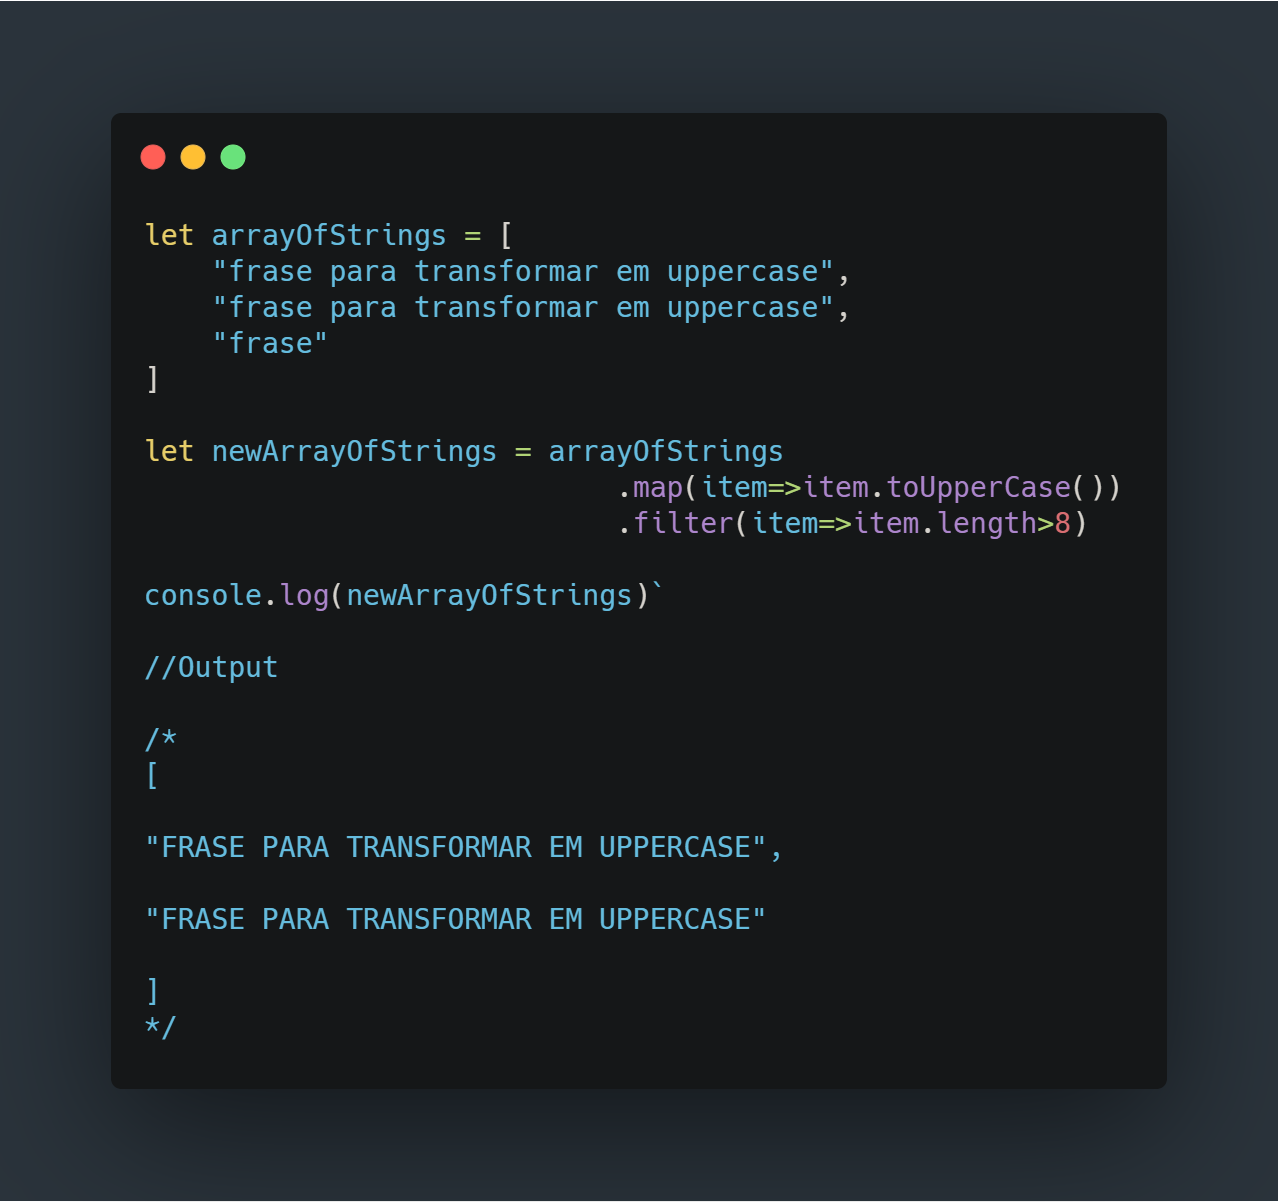 let arrayOfStrings = [
    "frase para transformar em uppercase",
    "frase para transformar em uppercase",
    "frase"
]
let newArrayOfStrings = arrayOfStrings
                            .map(item=>item.toUpperCase())
                            .filter(item=>item.length>8)
console.log(newArrayOfStrings)`
//Output
/*
[
"FRASE PARA TRANSFORMAR EM UPPERCASE",
"FRASE PARA TRANSFORMAR EM UPPERCASE"
]
*/